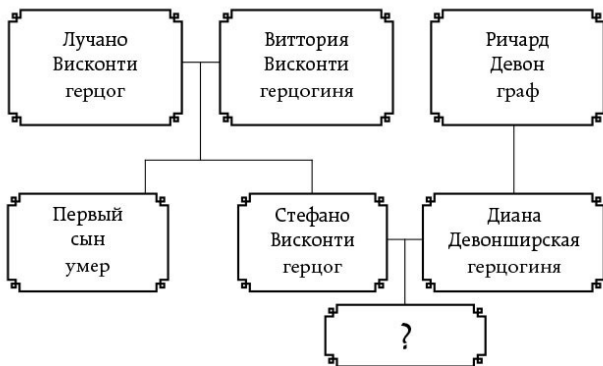 Лучано
Висконти
герцог
Виттория
Висконти
герцогиня
Ричард
Девон
граф
Первый
сын
умер
Стефано
Висконти
герцог
Диана
Девонширская
герцогиня
?